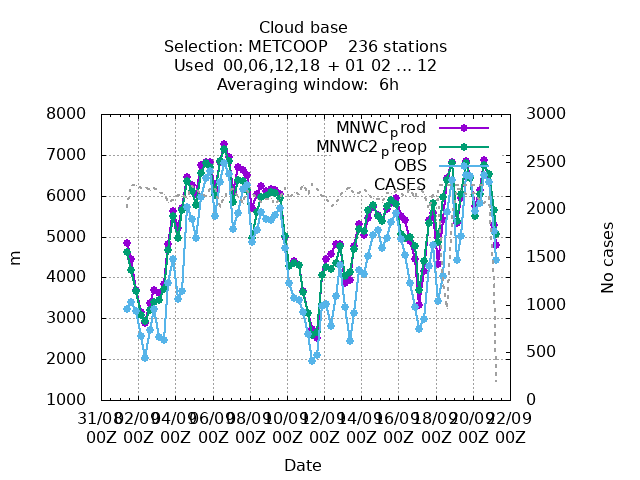 Cloud base
Selection: METCOOP 236 stations
Used 00,06,12,18 + 01 02 ... 12
Averaging window: 6h
8000
7000
6000
5000
4000
3000
2000
1000
m
3000
2500
2000
1500
1000
500
0
No cases
MNWC_prod
MNWC2_preop
OBS
CASES
31/08 02/09 04/09 06/09 08/09 10/09 12/09 14/09 16/09 18/09 20/09 22/09
00Z 00Z 00Z 00Z 00Z 00Z 00Z 00Z 00Z 00Z 00Z 00Z
Date